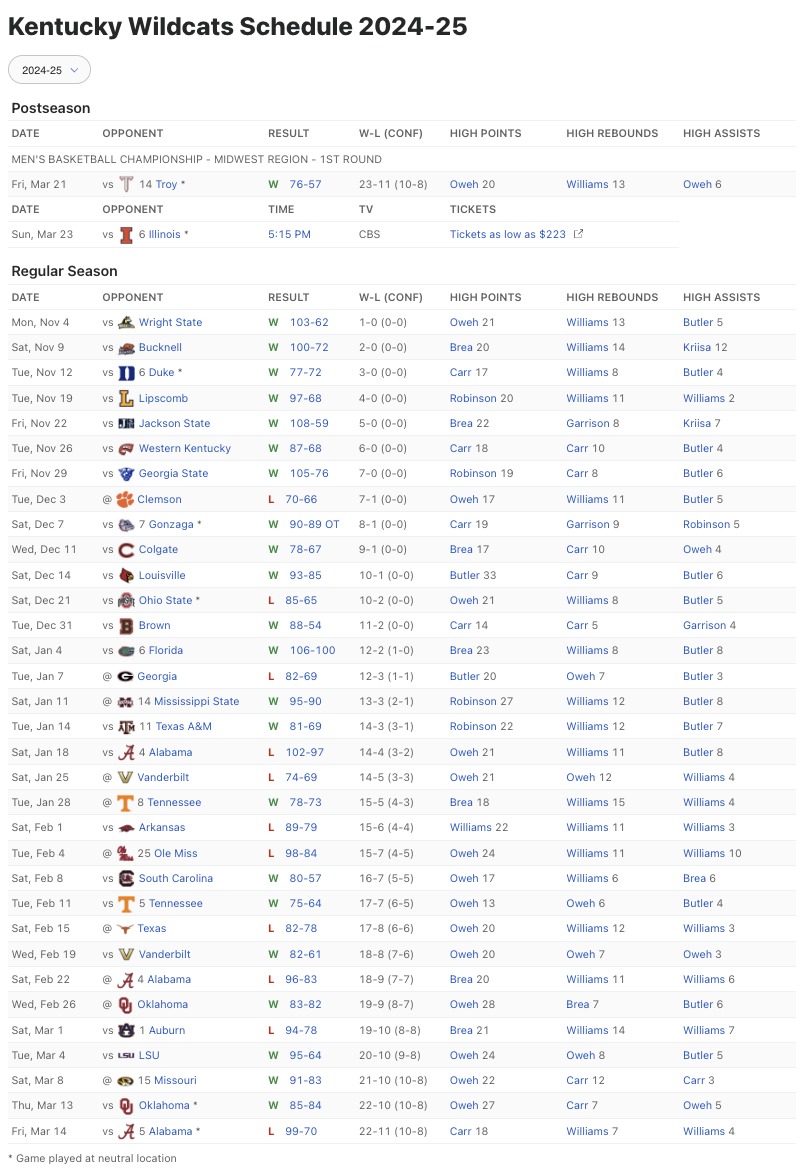 Kentucky Wildcats Schedule 2024-25
2024-25
Postseason
DATE OPPONENT RESULT W-L (CONF) HIGH POINTS HIGH REBOUNDS HIGH ASSISTS
MEN'S BASKETBALL CHAMPIONSHIP - MIDWEST REGION - 1ST ROUND
Fri, Mar 21 vs T 14 Troy * W 76-57 23-11 (10-8) Oweh 20 Williams 13 Oweh 6
DATE OPPONENT TIME TV TICKETS
Sun, Mar 23 vs I 6 Illinois * 5:15 PM CBS Tickets as low as $223
Regular Season
DATE OPPONENT RESULT W-L (CONF) HIGH POINTS HIGH REBOUNDS HIGH ASSISTS
Mon, Nov 4 vs Wright State W 103-62 1-0 (0-0) Oweh 21 Williams 13 Butler 5
Sat, Nov 9 vs Bucknell W 100-72 2-0 (0-0) Brea 20 Williams 14 Kriisa 12
Tue, Nov 12 vs D 6 Duke * W 77-72 3-0 (0-0) Carr 17 Williams 8 Butler 4
Tue, Nov 19 vs L Lipscomb W 97-68 4-0 (0-0) Robinson 20 Williams 11 Williams 2
Fri, Nov 22 vs Jackson State W 108-59 5-0 (0-0) Brea 22 Garrison 8 Kriisa 7
Tue, Nov 26 vs Western Kentucky W 87-68 6-0 (0-0) Carr 18 Carr 10 Butler 4
Fri, Nov 29 vs Georgia State W 105-76 7-0 (0-0) Robinson 19 Carr 8 Butler 6
Tue, Dec 3 @ Clemson L 70-66 7-1 (0-0) Oweh 17 Williams 11 Butler 5
Sat, Dec 7 vs 7 Gonzaga * W 90-89 OT 8-1 (0-0) Carr 19 Garrison 9 Robinson 5
Wed, Dec 11 vs C Colgate W 78-67 9-1 (0-0) Brea 17 Carr 10 Oweh 4
Sat, Dec 14 vs Louisville W 93-85 10-1 (0-0) Butler 33 Carr 9 Butler 6
Sat, Dec 21 vs Ohio State * L 85-65 10-2 (0-0) Oweh 21 Williams 8 Butler 5
Tue, Dec 31 vs B Brown W 88-54 11-2 (0-0) Carr 14 Carr 5 Garrison 4
Sat, Jan 4 vs 6 Florida W 106-100 12-2 (1-0) Brea 23 Williams 8 Butler 8
Tue, Jan 7 @ G Georgia L 82-69 12-3 (1-1) Butler 20 Oweh 7 Butler 3
Sat, Jan 11 @ 14 Mississippi State W 95-90 13-3 (2-1) Robinson 27 Williams 12 Butler 8
Tue, Jan 14 vs ATM 11 Texas A&M W 81-69 14-3 (3-1) Robinson 22 Williams 12 Butler 7
Sat, Jan 18 vs A 4 Alabama L 102-97 14-4 (3-2) Oweh 21 Williams 11 Butler 8
Sat, Jan 25 @ V Vanderbilt L 74-69 14-5 (3-3) Oweh 21 Oweh 12 Williams 4
Tue, Jan 28 @ T 8 Tennessee W 78-73 15-5 (4-3) Brea 18 Williams 15 Williams 4
Sat, Feb 1 vs Arkansas L 89-79 15-6 (4-4) Williams 22 Williams 11 Williams 3
Tue, Feb 4 @ Ole Miss 25 Ole Miss L 98-84 15-7 (4-5) Oweh 24 Williams 11 Williams 10
Sat, Feb 8 vs South Carolina W 80-57 16-7 (5-5) Oweh 17 Williams 6 Brea 6
Tue, Feb 11 vs T 5 Tennessee W 75-64 17-7 (6-5) Oweh 13 Oweh 6 Butler 4
Sat, Feb 15 @ Texas L 82-78 17-8 (6-6) Oweh 20 Williams 12 Williams 3
Wed, Feb 19 vs V Vanderbilt W 82-61 18-8 (7-6) Oweh 20 Oweh 7 Oweh 3
Sat, Feb 22 @ A 4 Alabama L 96-83 18-9 (7-7) Brea 20 Williams 11 Williams 6
Wed, Feb 26 @ OU Oklahoma W 83-82 19-9 (8-7) Oweh 28 Brea 7 Butler 6
Sat, Mar 1 vs AU 1 Auburn L 94-78 19-10 (8-8) Brea 21 Williams 14 Williams 7
Tue, Mar 4 vs LSU LSU W 95-64 20-10 (9-8) Oweh 24 Oweh 8 Butler 5
Sat, Mar 8 @ 15 Missouri W 91-83 21-10 (10-8) Oweh 22 Carr 12 Carr 3
Thu, Mar 13 vs OU Oklahoma * W 85-84 22-10 (10-8) Oweh 27 Carr 7 Oweh 5
Fri, Mar 14 vs A 5 Alabama * L 99-70 22-11 (10-8) Carr 18 Williams 7 Williams 4
* Game played at neutral location